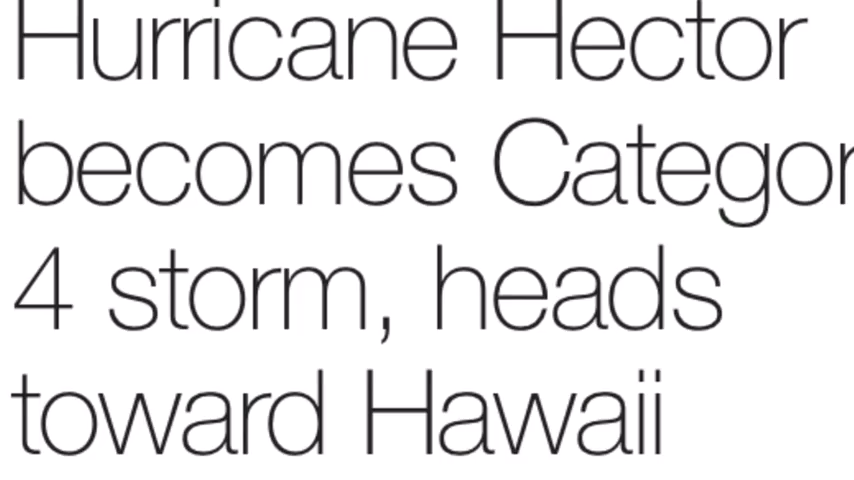 Hurricane Hector
becomes Categor
4 storm, heads
toward Hawaii